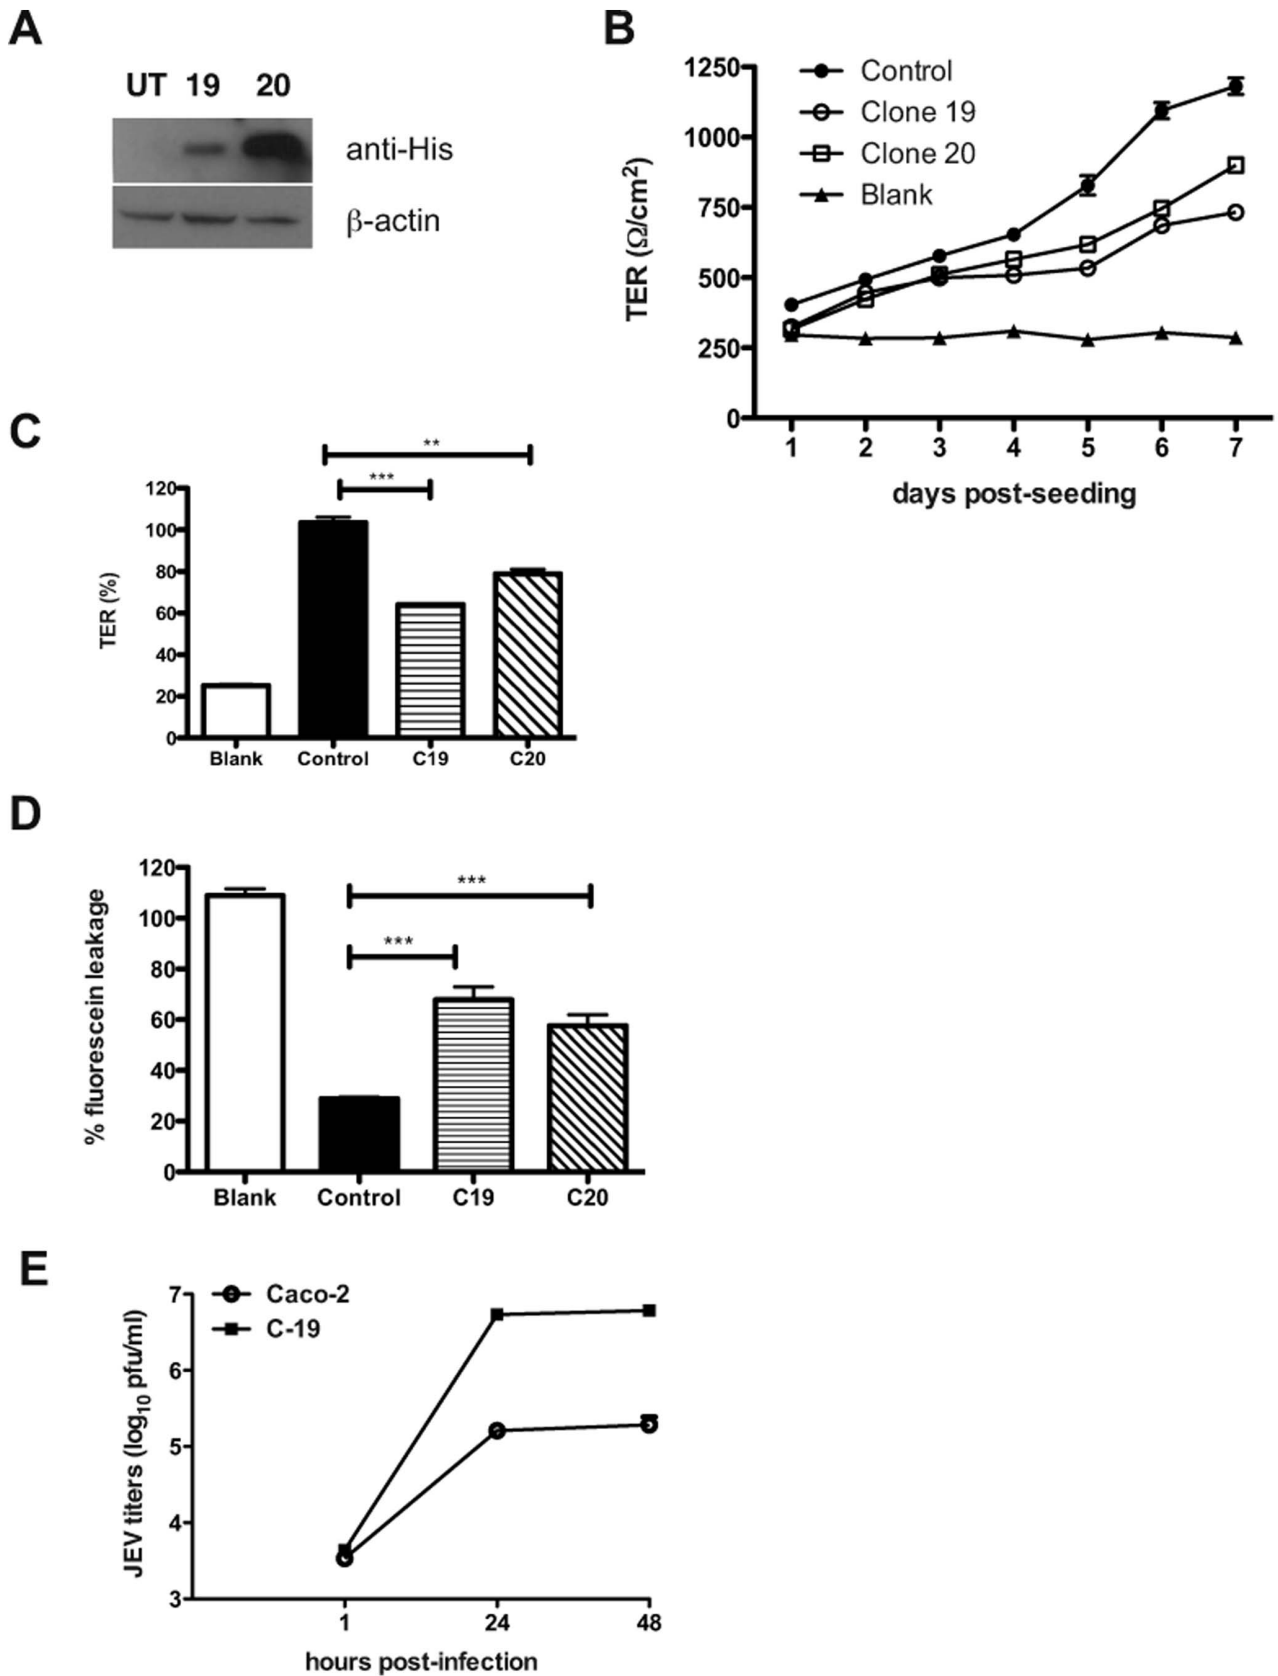 A
UT 19 20
anti-His
β-actin
B
Control
Clone 19
Clone 20
Blank
TER (Ω/cm2)
1250
1000
750
500
250
0
1 2 3 4 5 6 7
days post-seeding
C
**
***
TER (%)
120
100
80
60
40
20
0
Blank Control C19 C20
D
***
***
% fluorescein leakage
120
100
80
60
40
20
0
Blank Control C19 C20
E
Caco-2
C-19
JEV titers (log10 pfu/ml)
7
6
5
4
3
1 24 48
hours post-infection